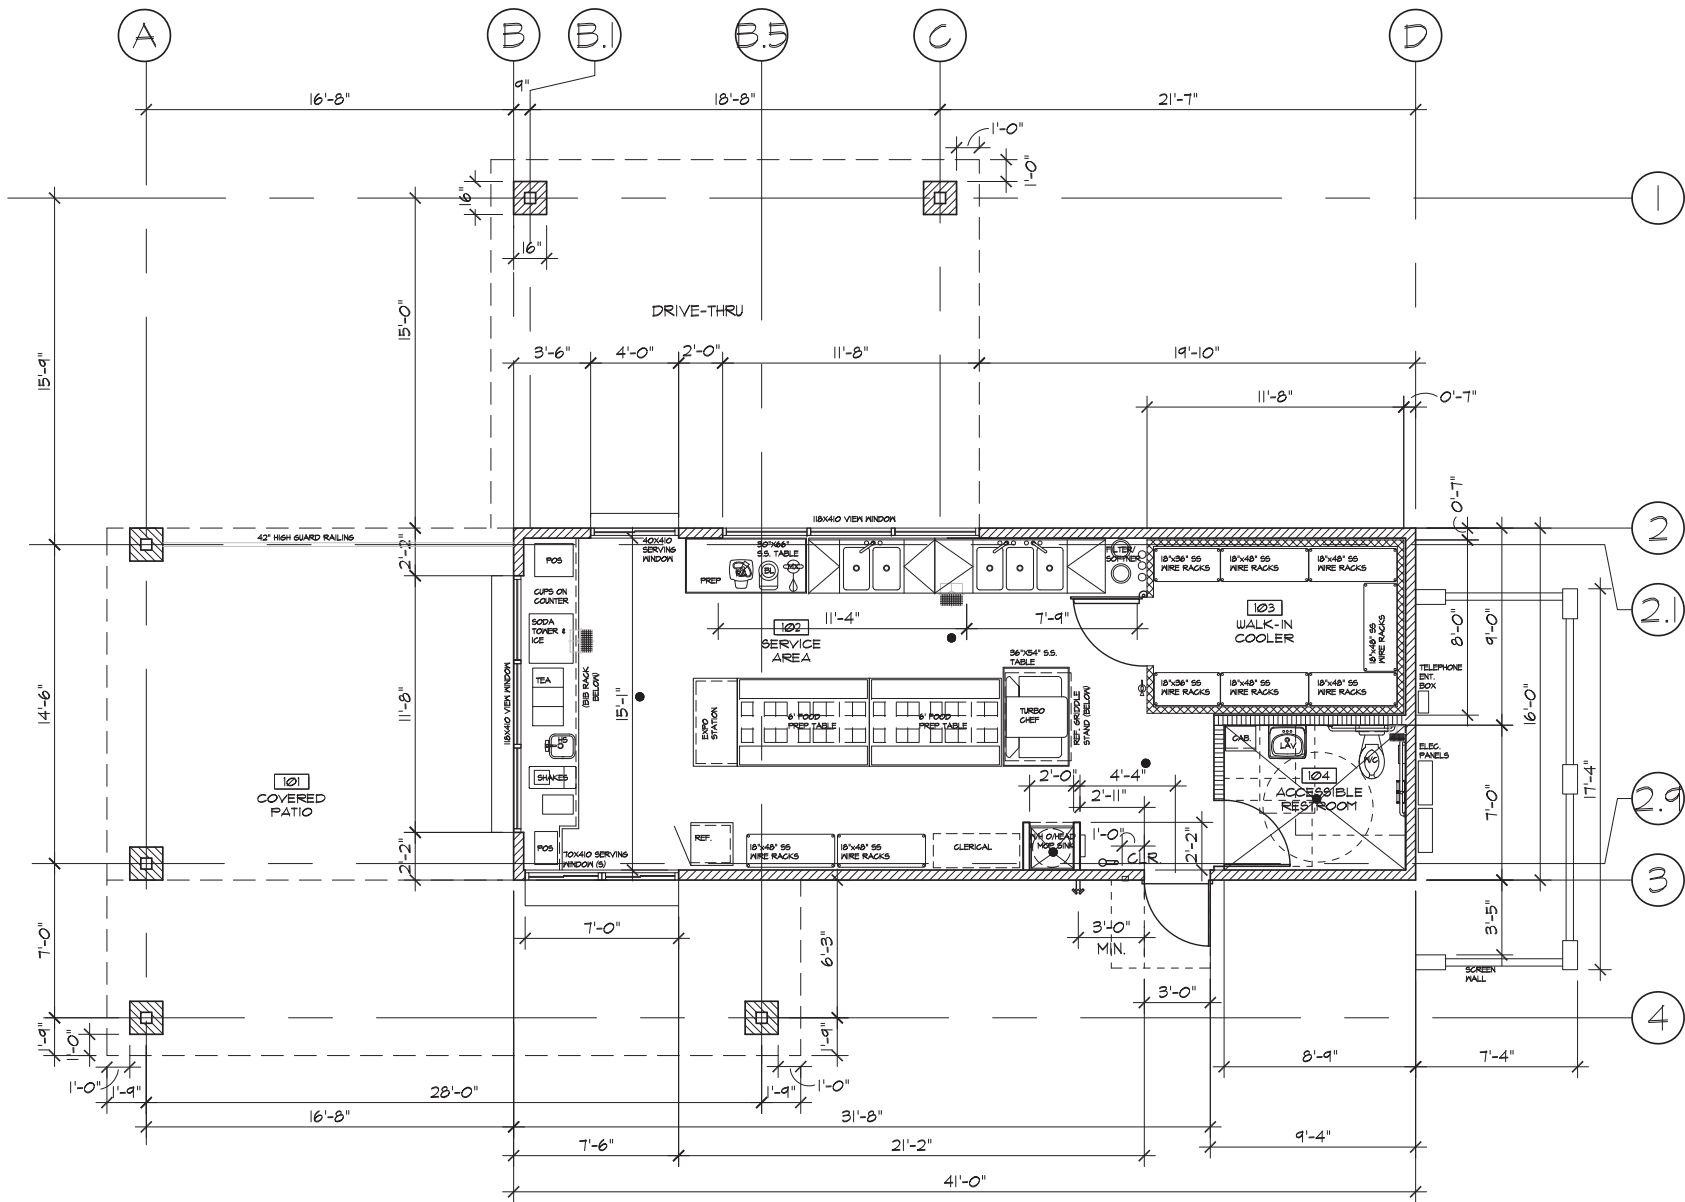 A B B.1 B.5 C D
9"
16'-8" 18'-8" 21'-7"
1'-0"
1'-0"
1
16"
16"
DRIVE-THRU
15'-0"
15'-9"
3'-6" 4'-0" 2'-0" 11'-8" 19'-10"
11'-8" 0'-7"
0'-7"
2
118X410 VIEW WINDOW
42" HIGH GUARD RAILING
2'-2"
POS
40X410
SERVING
WINDOW
30"X66"
S.S. TABLE
PREP
BL
MX
FILTER/
SOFTNER
18"x36" SS
WIRE RACKS
18"x48" SS
WIRE RACKS
18"x48" SS
WIRE RACKS
CUPS ON
COUNTER
SODA
TOWER &
ICE
11'-4" 7'-9"
102
SERVICE
AREA
103
WALK-IN
COOLER
18"x48" SS
WIRE RACKS
8'-0"
9'-0"
2.1
36"X54" S.S.
TABLE
TEA
(BIB RACK
BELOW)
118X410 VIEW WINDOW
15'-1"
18"x36" SS
WIRE RACKS
18"x48" SS
WIRE RACKS
18"x48" SS
WIRE RACKS
TELEPHONE
ENT.
BOX
16'-0"
14'-6"
11'-8"
EXPO
STATION
6' FOOD
PREP TABLE
6' FOOD
PREP TABLE
TURBO
CHEF
REF. GRIDDLE
STAND (BELOW)
HS
CAB.
LAV.
W/C
ELEC.
PANELS
SHAKES
101
COVERED
PATIO
2'-0" 4'-4"
2'-11"
104
ACCESSIBLE
RESTROOM
7'-0"
17'-4"
2.9
REF.
18"x48" SS
WIRE RACKS
18"x48" SS
WIRE RACKS
CLERICAL
W/H O/HEAD
MOP SINK
1'-0"
CLR.
2'-2"
POS
70X410 SERVING
WINDOW (S)
2'-2"
3
7'-0"
7'-0"
6'-3"
3'-0"
MIN.
3'-5"
SCREEN
WALL
3'-0"
4
1'-9"
1'-0"
1'-9"
8'-9" 7'-4"
1'-0"
1'-9"
28'-0"
1'-9"
1'-0"
16'-8" 31'-8"
9'-4"
7'-6" 21'-2"
41'-0"